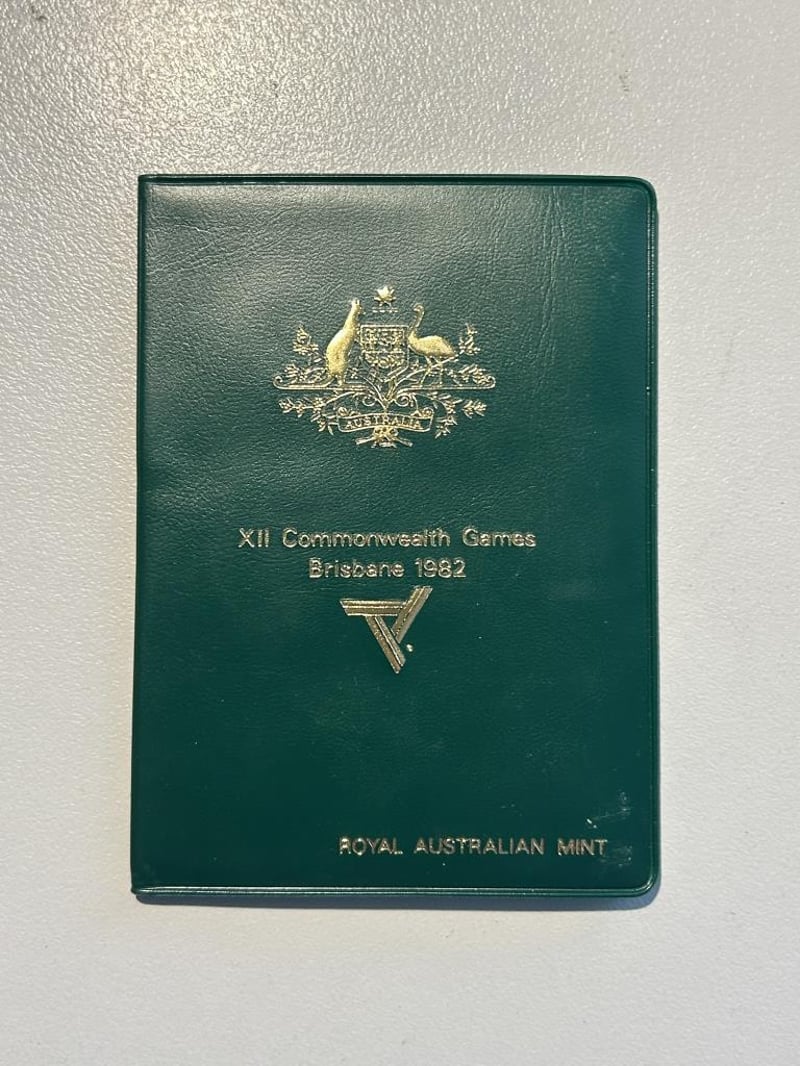 AUSTRALIA
XII Commonwealth Games
Brisbane 1982
ROYAL AUSTRALIAN MINT